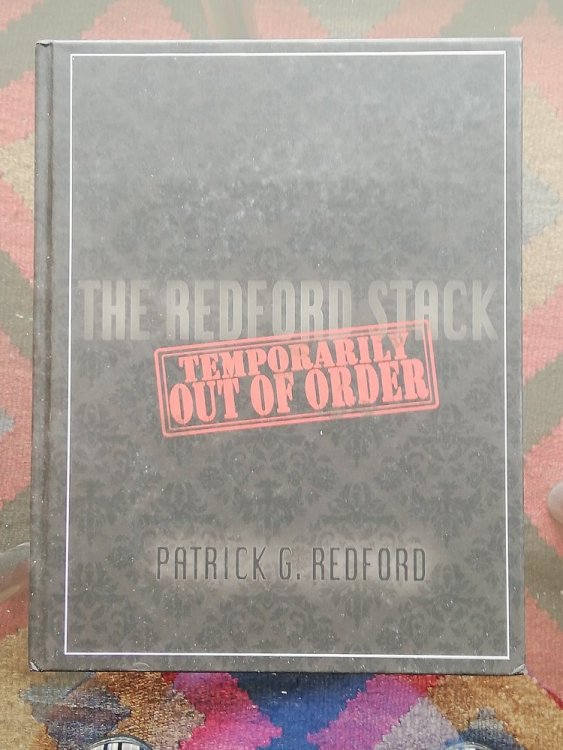 THE REDFORD STACK
TEMPORARILY
OUT OF ORDER
PATRICK G. REDFORD